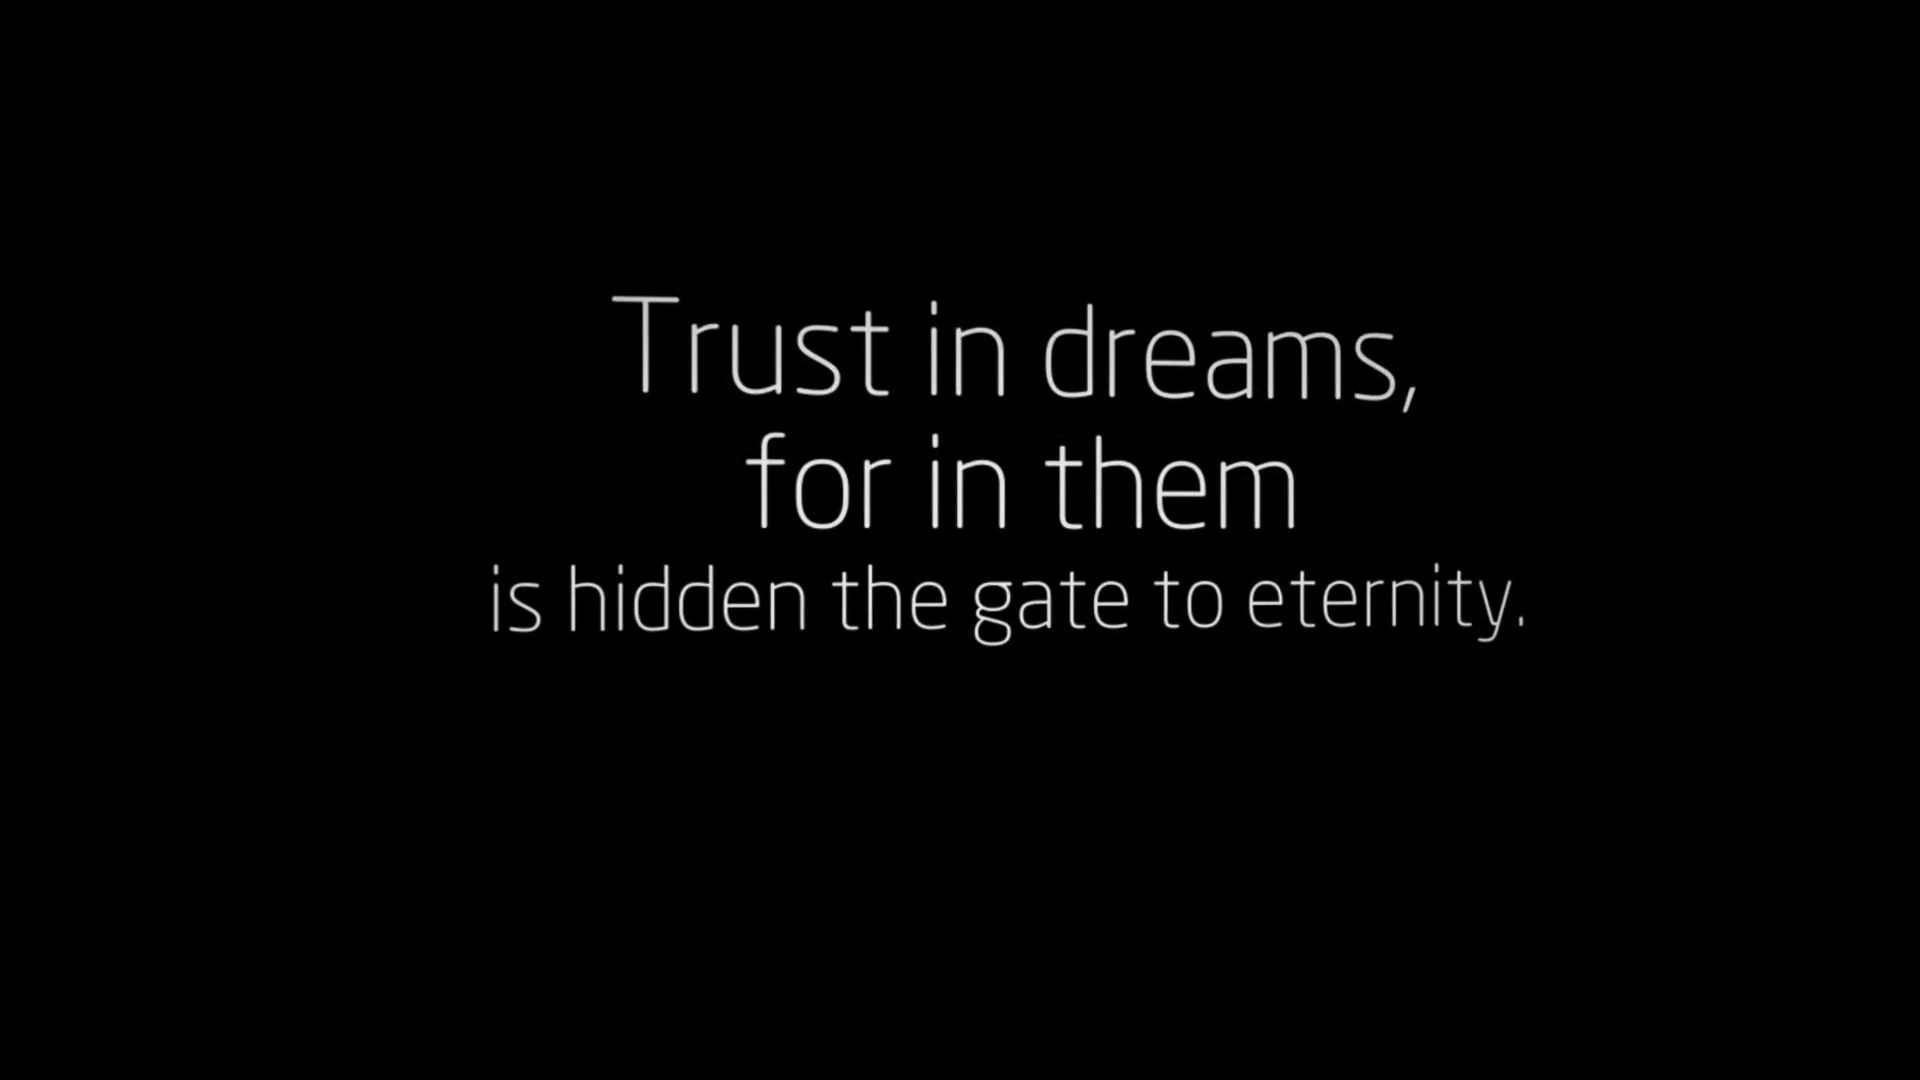 Trust in dreams,
for in them
is hidden the gate to eternity.